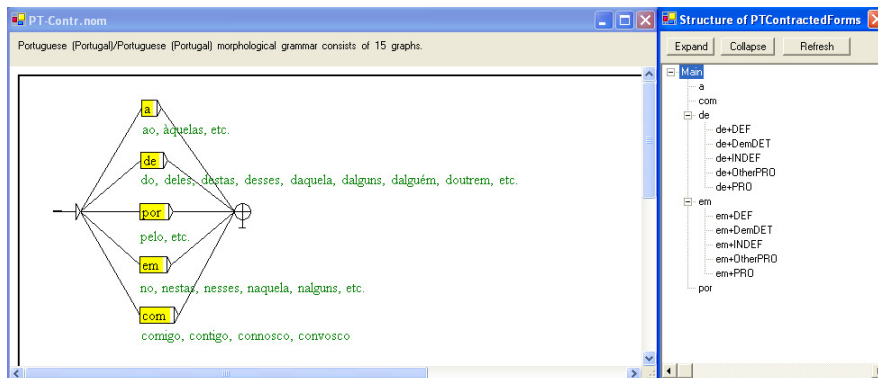 PT-Contr.nom
Portuguese (Portugal)/Portuguese (Portugal) morphological grammar consists of 15 graphs.
a
ao, àquelas, etc.
de
do, deles, destas, desses, daquela, dalguns, dalguém, doutrem, etc.
por
pelo, etc.
em
no, nestas, nesses, naquela, nalguns, etc.
com
comigo, contigo, connosco, convosco
Structure of PTContractedForms
Expand Collapse Refresh
Main
a
com
de
de+DEF
de+DemDET
de+INDEF
de+OtherPRO
de+PRO
em
em+DEF
em+DemDET
em+INDEF
em+OtherPRO
em+PRO
por